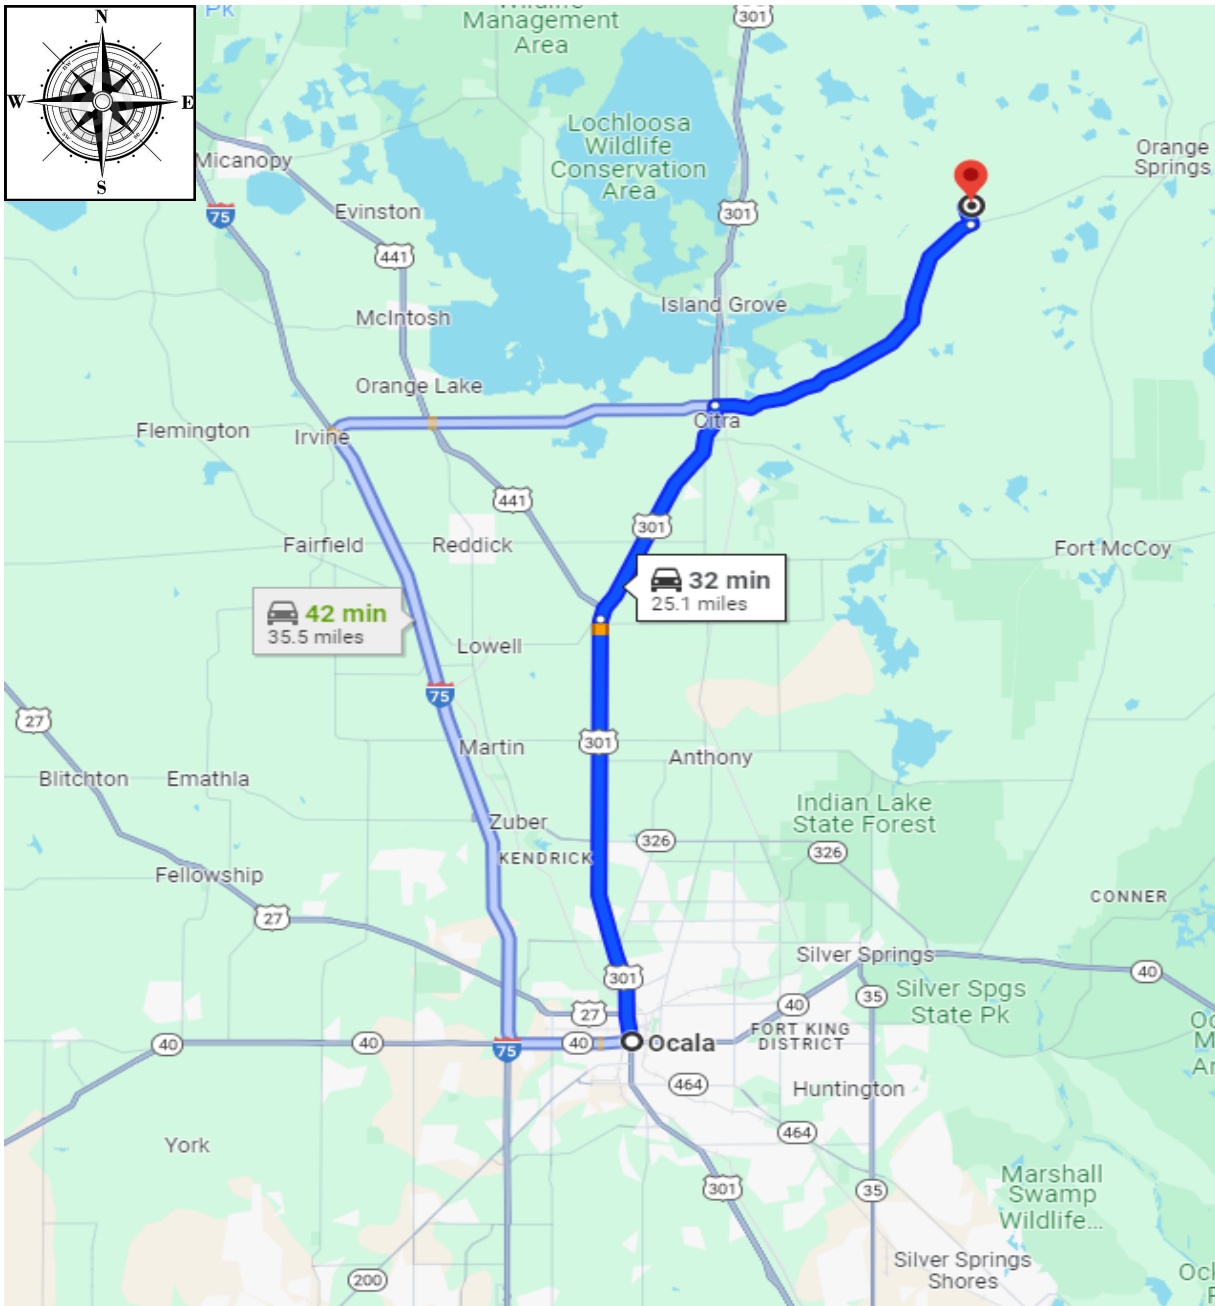 N
W
E
S
Pk
Wildlife
Management
Area
301
Lochloosa
Wildlife
Conservation
Area
Orange
Springs
Micanopy
75
Evinston
301
441
Island Grove
McIntosh
Orange Lake
Citra
Flemington
Irvine
441
301
Fairfield
Reddick
Fort McCoy
32 min
25.1 miles
42 min
35.5 miles
Lowell
75
27
301
Martin
Anthony
Blitchton
Emathla
Indian Lake
State Forest
Zuber
326
326
KENDRICK
Fellowship
CONNER
27
Silver Springs
301
40
35
Silver Spgs
State Pk
40
27
40
40
75
40
Ocala
FORT KING
DISTRICT
464
Huntington
464
York
Marshall
Swamp
Wildlife...
301
35
Silver Springs
Shores
200